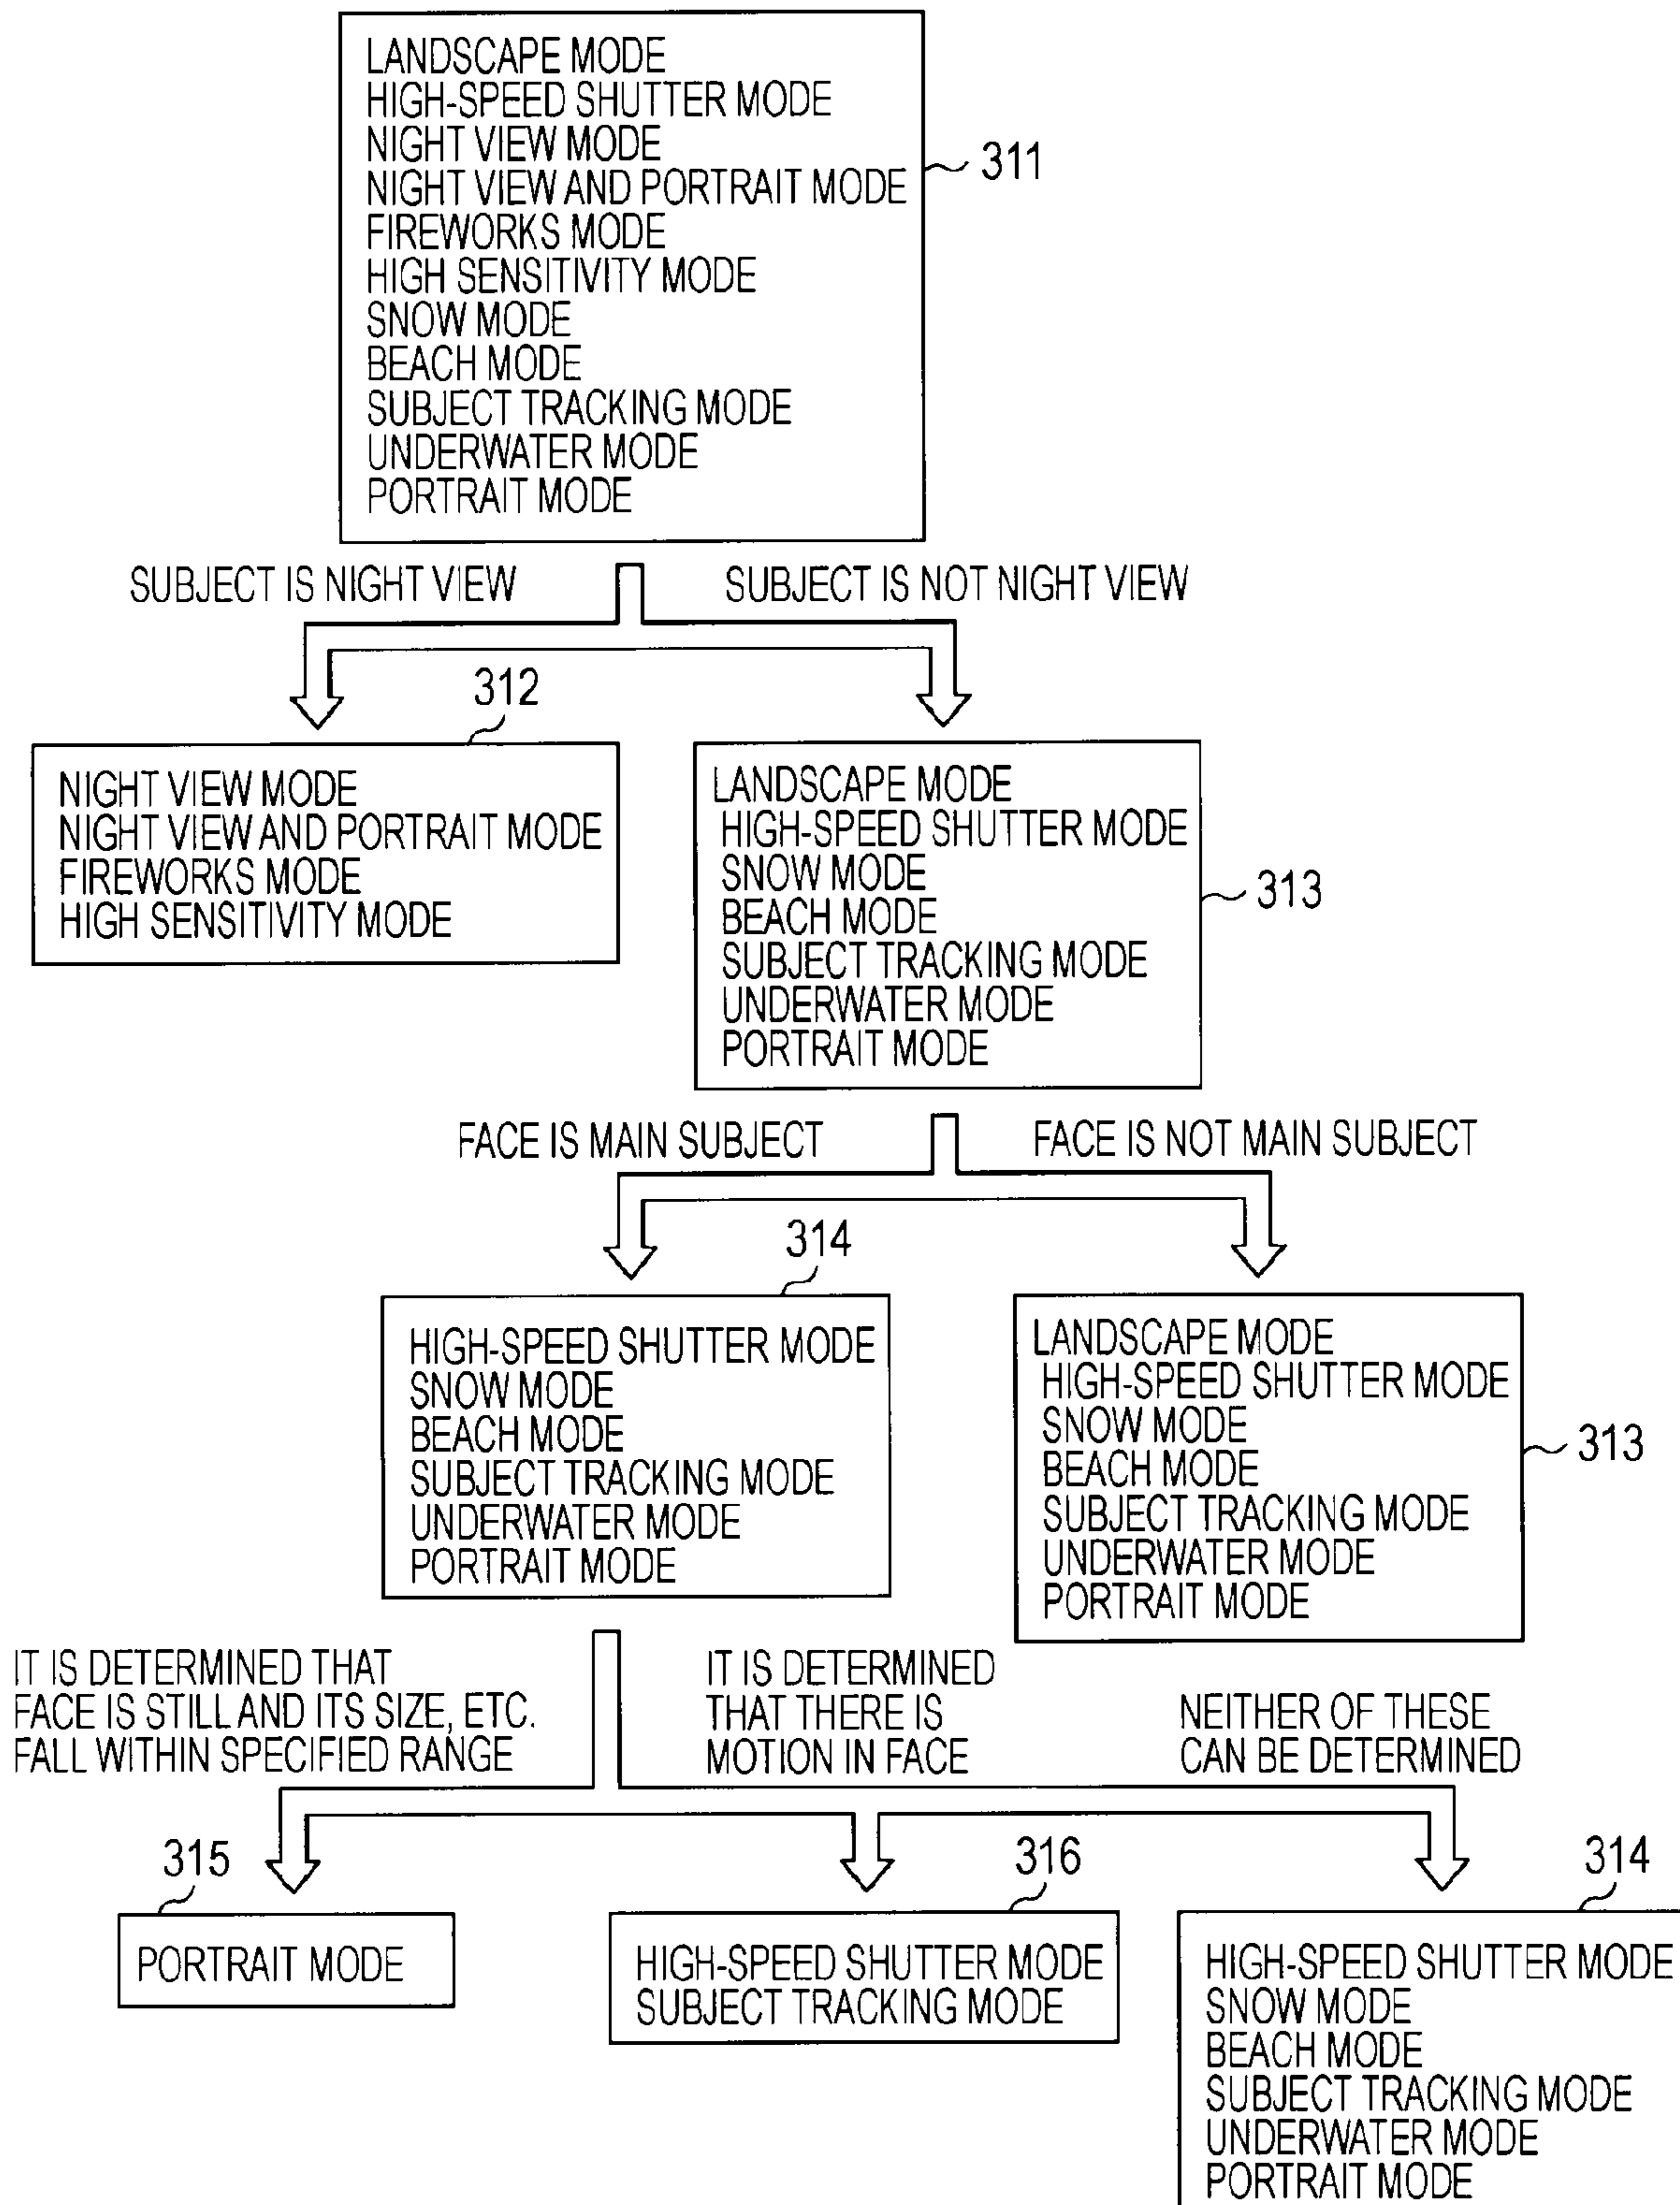 LANDSCAPE MODE
HIGH-SPEED SHUTTER MODE
NIGHT VIEW MODE
NIGHT VIEW AND PORTRAIT MODE
FIREWORKS MODE
HIGH SENSITIVITY MODE
SNOW MODE
BEACH MODE
SUBJECT TRACKING MODE
UNDERWATER MODE
PORTRAIT MODE
311
SUBJECT IS NIGHT VIEW
SUBJECT IS NOT NIGHT VIEW
312
NIGHT VIEW MODE
NIGHT VIEW AND PORTRAIT MODE
FIREWORKS MODE
HIGH SENSITIVITY MODE
LANDSCAPE MODE
HIGH-SPEED SHUTTER MODE
SNOW MODE
BEACH MODE
SUBJECT TRACKING MODE
UNDERWATER MODE
PORTRAIT MODE
313
FACE IS MAIN SUBJECT
FACE IS NOT MAIN SUBJECT
314
HIGH-SPEED SHUTTER MODE
SNOW MODE
BEACH MODE
SUBJECT TRACKING MODE
UNDERWATER MODE
PORTRAIT MODE
LANDSCAPE MODE
HIGH-SPEED SHUTTER MODE
SNOW MODE
BEACH MODE
SUBJECT TRACKING MODE
UNDERWATER MODE
PORTRAIT MODE
313
IT IS DETERMINED THAT
FACE IS STILL AND ITS SIZE, ETC.
FALL WITHIN SPECIFIED RANGE
IT IS DETERMINED
THAT THERE IS
MOTION IN FACE
NEITHER OF THESE
CAN BE DETERMINED
315
PORTRAIT MODE
316
HIGH-SPEED SHUTTER MODE
SUBJECT TRACKING MODE
314
HIGH-SPEED SHUTTER MODE
SNOW MODE
BEACH MODE
SUBJECT TRACKING MODE
UNDERWATER MODE
PORTRAIT MODE